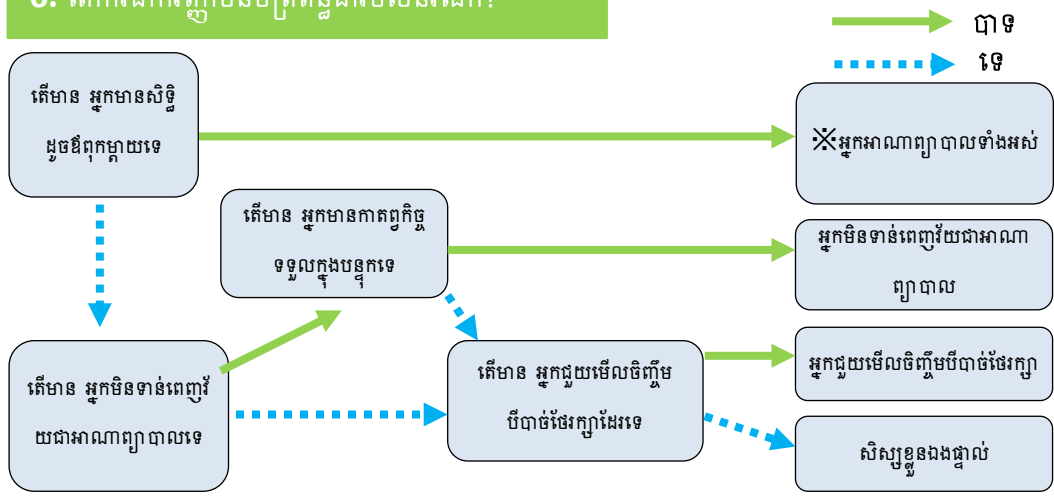 បាទ
ទេ
តើមាន អ្នកមានសិទ្ធិ
ដូចឪពុកម្តាយទេ
※អ្នកអាណាព្យាបាលទាំងអស់
តើមាន អ្នកមានកាតព្វកិច្ច
ទទួលក្នុងបន្ទុកទេ
អ្នកមិនទាន់ពេញវ័យជាអាណា
ព្យាបាល
តើមាន អ្នកមិនទាន់ពេញវ័
យជាអាណាព្យាបាលទេ
តើមាន អ្នកជួយមើលចិញ្ចឹម
បីបាច់ថែរក្សាដែរទេ
អ្នកជួយមើលចិញ្ចឹមបីបាច់ថែរក្សា
សិស្សខ្លួនឯងផ្ទាល់